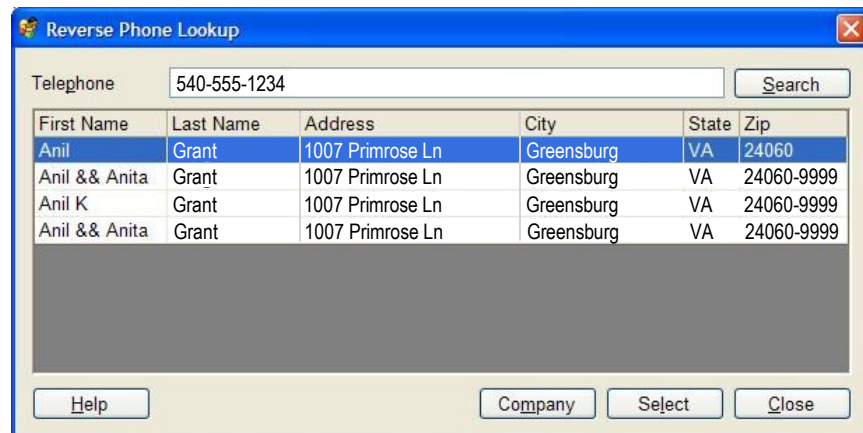 Reverse Phone Lookup
Telephone 540-555-1234 Search
First Name Last Name Address City State Zip
Anil Grant 1007 Primrose Ln Greensburg VA 24060
Anil && Anita Grant 1007 Primrose Ln Greensburg VA 24060-9999
Anil K Grant 1007 Primrose Ln Greensburg VA 24060-9999
Anil && Anita Grant 1007 Primrose Ln Greensburg VA 24060-9999
Help Company Select Close